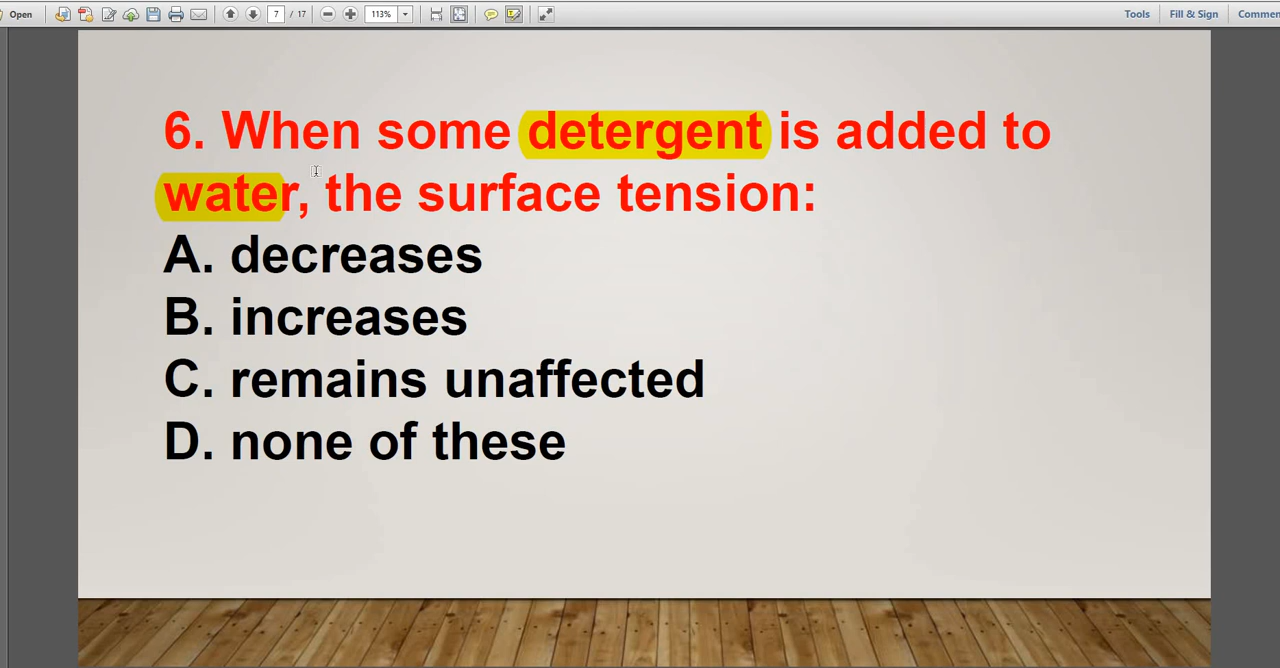 Open 7 / 17 113% Tools Fill & Sign Commen
6. When some detergent is added to
water, the surface tension:
A. decreases
B. increases
C. remains unaffected
D. none of these